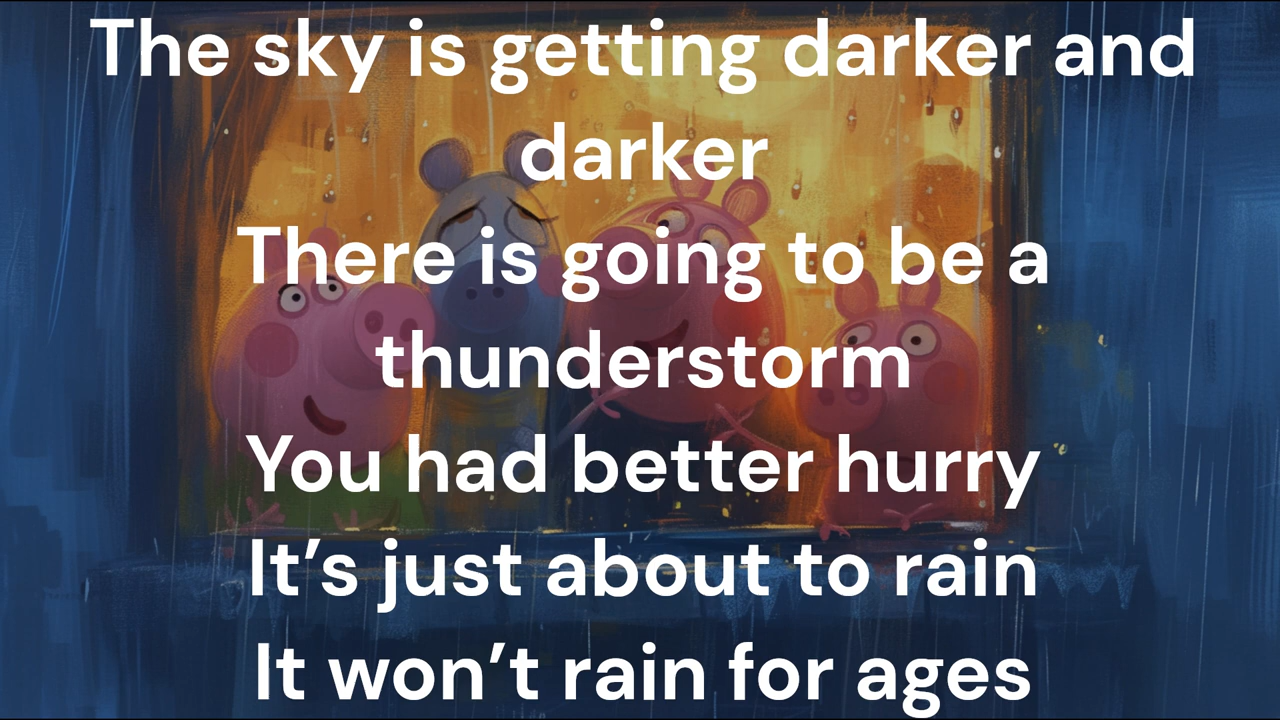 The sky is getting darker and
darker
There is going to be a
thunderstorm
You had better hurry
It’s just about to rain
It won’t rain for ages